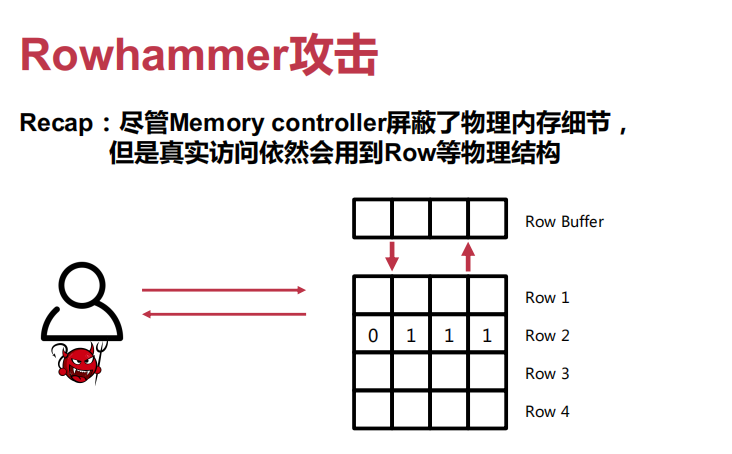 Rowhammer攻击
Recap：尽管Memory controller屏蔽了物理内存细节，
但是真实访问依然会用到Row等物理结构
Row Buffer
Row 1
0 1 1 1 Row 2
Row 3
Row 4